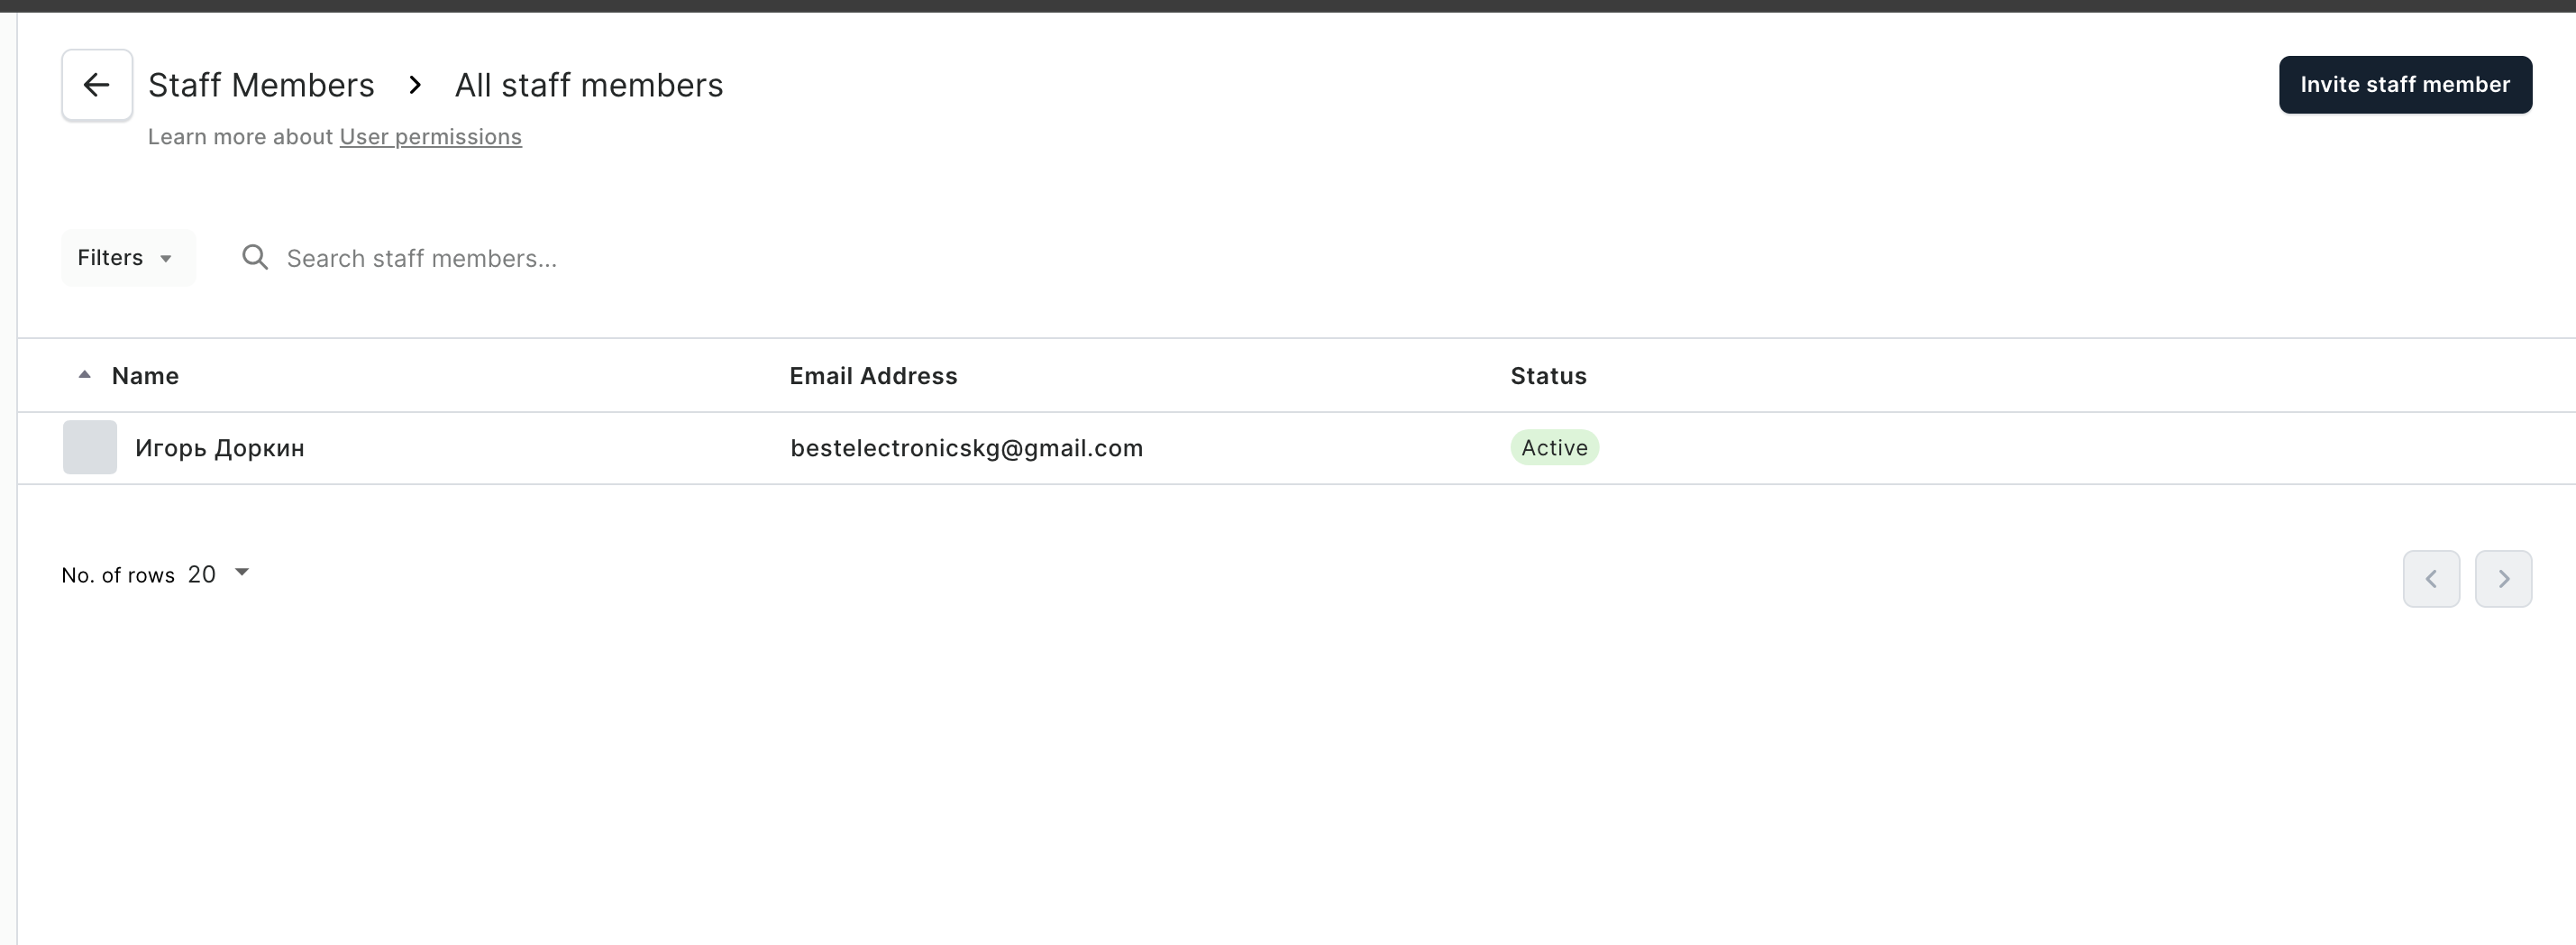 Staff Members > All staff members
Invite staff member
Learn more about User permissions
Filters
Search staff members...
Name Email Address Status
Игорь Доркин bestelectronicskg@gmail.com Active
No. of rows 20